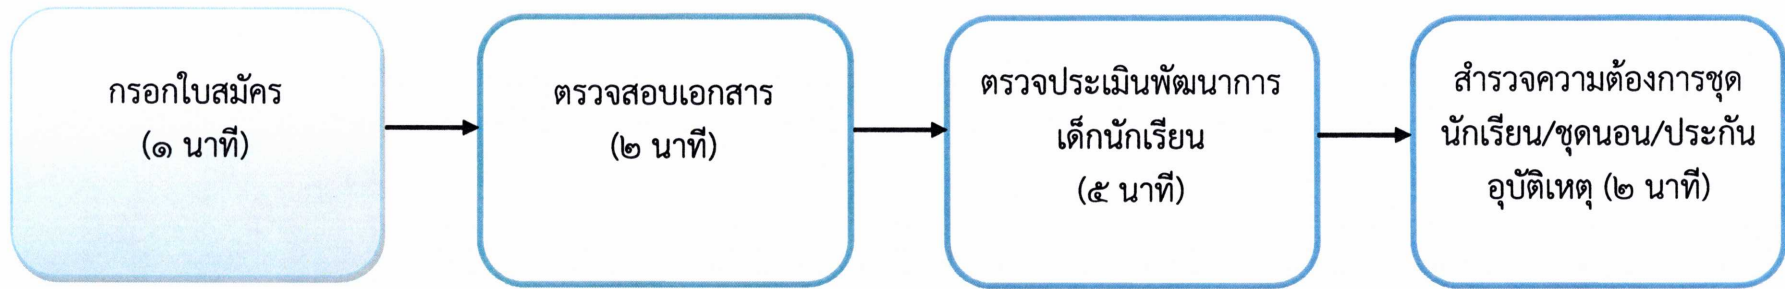 กรอกใบสมัคร
(๑ นาที)
ตรวจสอบเอกสาร
(๒ นาที)
ตรวจประเมินพัฒนาการ
เด็กนักเรียน
(๕ นาที)
สำรวจความต้องการชุด
นักเรียน/ชุดนอน/ประกัน
อุบัติเหตุ (๒ นาที)